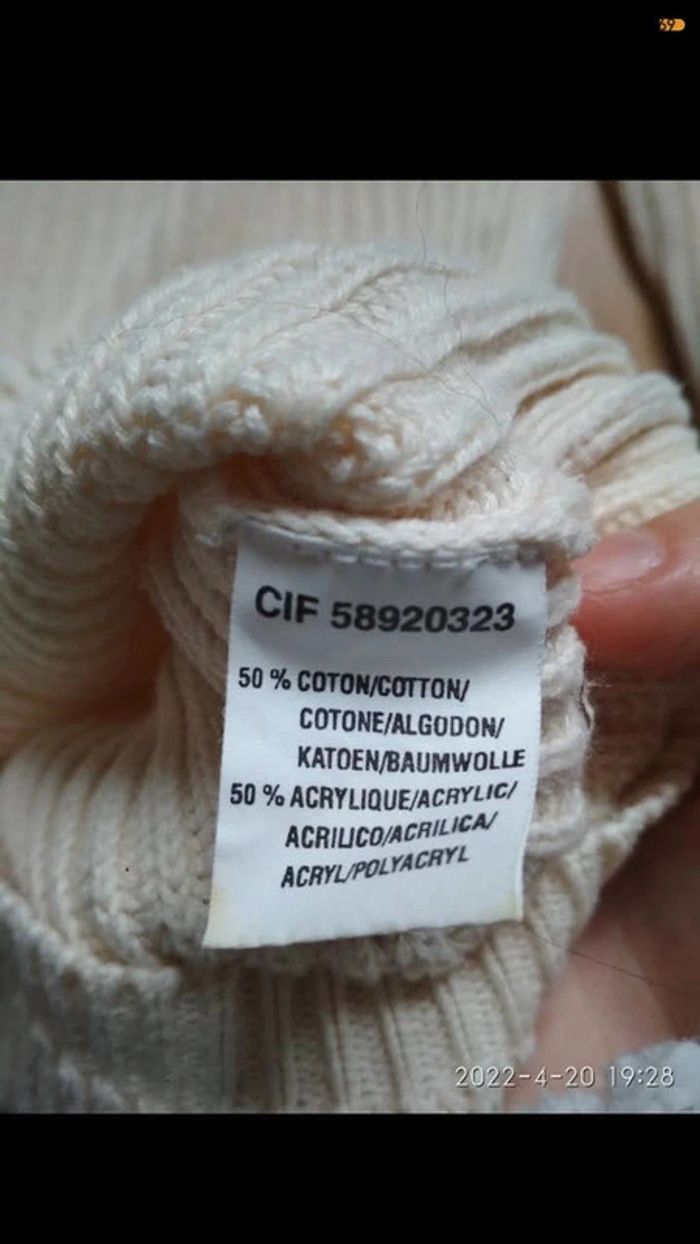 69
CIF 58920323
50 % COTON/COTTON/
COTONE/ALGODON/
KATOEN/BAUMWOLLE
50 % ACRYLIQUE/ACRYLIC/
ACRILICO/ACRILICA/
ACRYL/POLYACRYL
2022-4-20 19:28